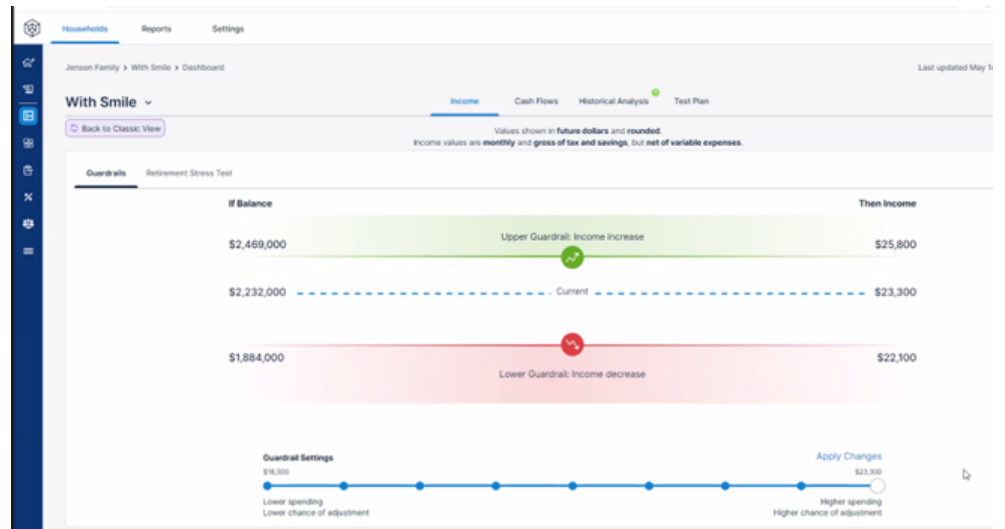 Households Reports Settings
Jensen Family > With Smile > Dashboard
Last updated May 14
With Smile
Income Cash Flows Historical Analysis Test Plan
Back to Classic View
Values shown in future dollars and rounded.
Income values are monthly and gross of tax and savings, but net of variable expenses.
Guardrails Retirement Stress Test
If Balance Then Income
Upper Guardrail: Income increase
$2,469,000 $25,800
$2,232,000 Current $23,300
$1,884,000 $22,100
Lower Guardrail: Income decrease
Guardrail Settings Apply Changes
$18,300 $23,300
Lower spending Higher spending
Lower chance of adjustment Higher chance of adjustment